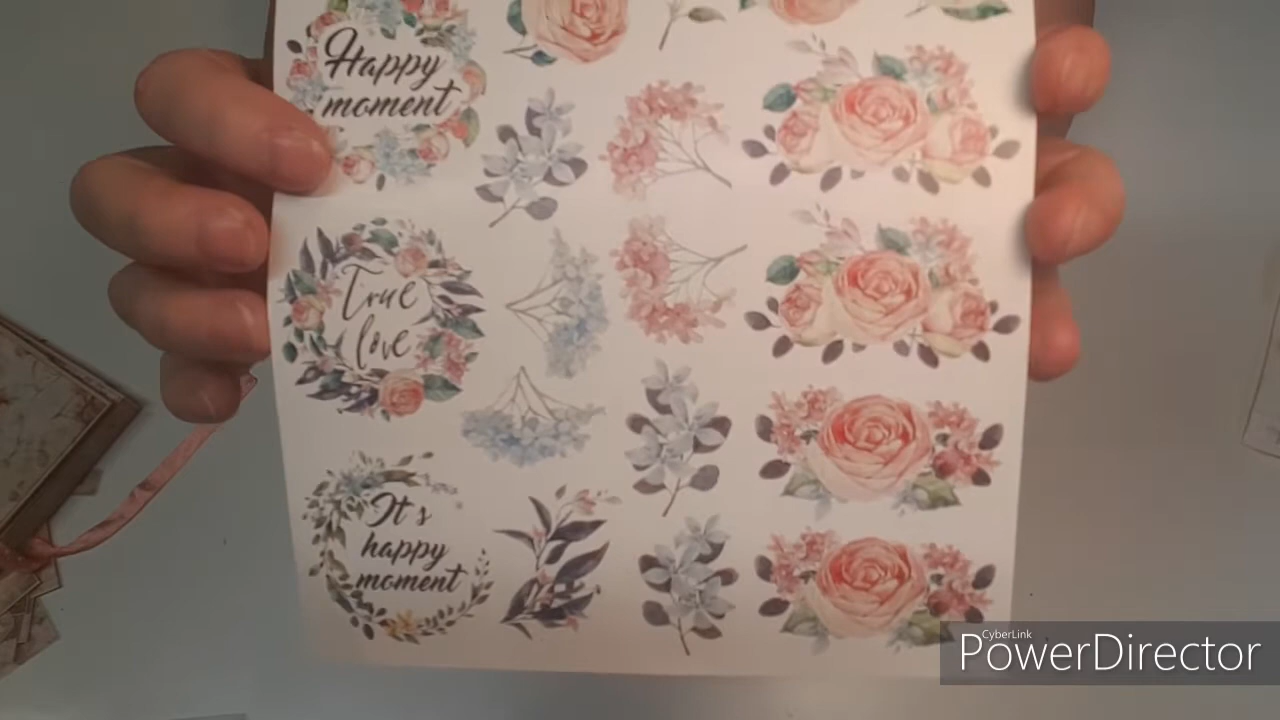 Happy
moment
True
love
It's
happy
moment
CyberLink
PowerDirector